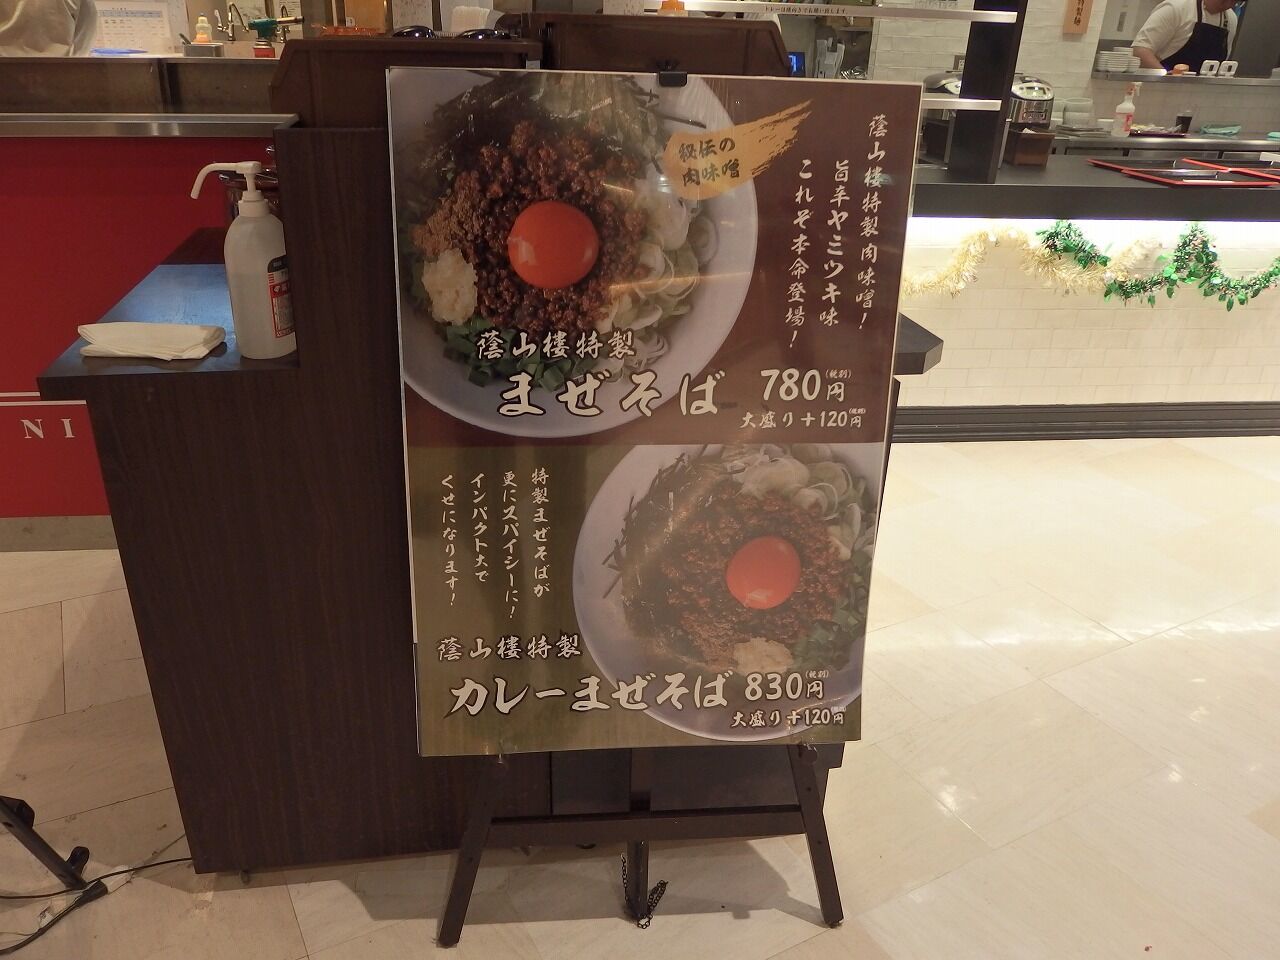 秘伝の
肉味噌
蔭山樓特製肉味噌!
旨辛ヤミツキ味
これぞ本命登場!
蔭山樓特製
まぜそば 780円(税別)
大盛り+120円(税別)
特製まぜそばが
更にスパイシーに!
インパクト大で
くせになります!
蔭山樓特製
カレーまぜそば 830円(税別)
大盛り+120円(税別)
NI